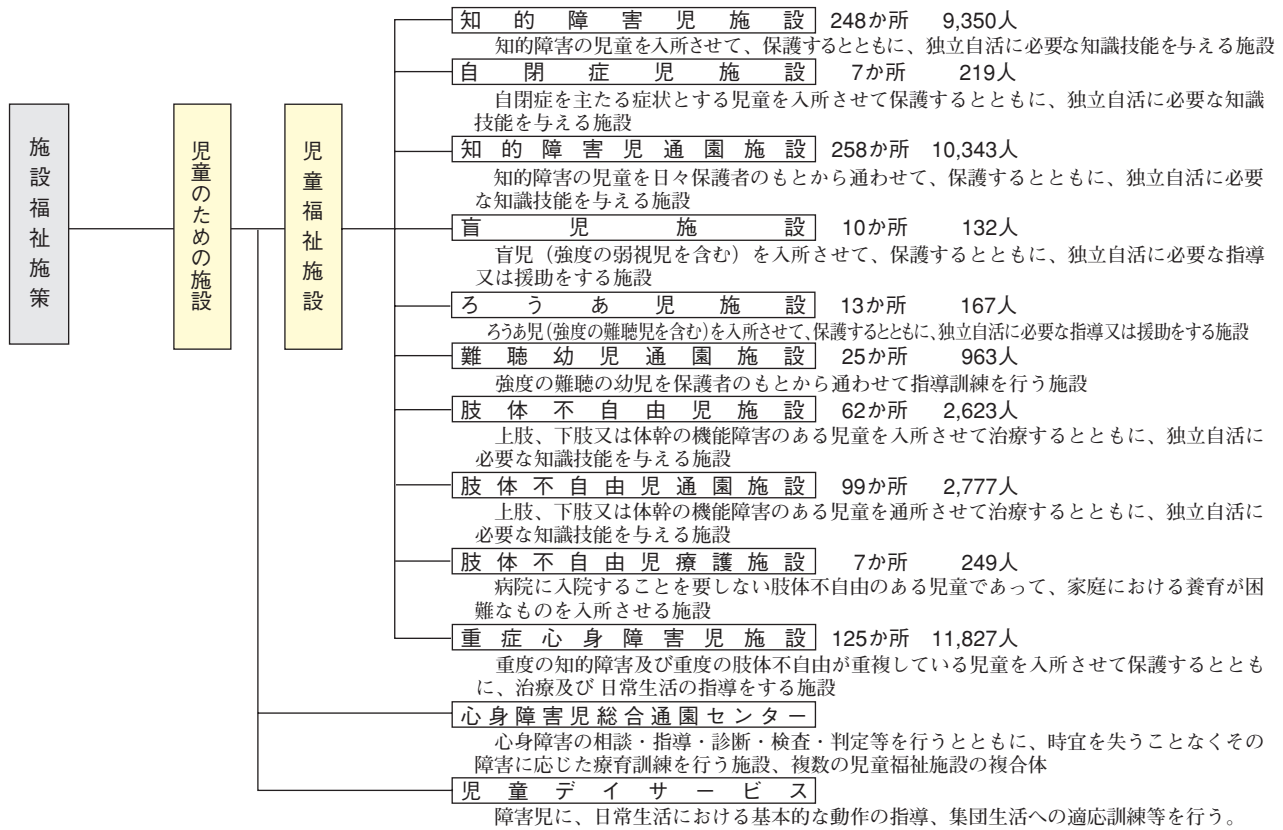 施設福祉施策
児童のための施設
児童福祉施設
知的障害児施設 248か所 9,350人
知的障害の児童を入所させて、保護するとともに、独立自活に必要な知識技能を与える施設
自閉症児施設 7か所 219人
自閉症を主たる症状とする児童を入所させて保護するとともに、独立自活に必要な知識
技能を与える施設
知的障害児通園施設 258か所 10,343人
知的障害の児童を日々保護者のもとから通わせて、保護するとともに、独立自活に必要
な知識技能を与える施設
盲児施設 10か所 132人
盲児（強度の弱視児を含む）を入所させて、保護するとともに、独立自活に必要な指導
又は援助をする施設
ろうあ児施設 13か所 167人
ろうあ児(強度の難聴児を含む)を入所させて、保護するとともに、独立自活に必要な指導又は援助をする施設
難聴幼児通園施設 25か所 963人
強度の難聴の幼児を保護者のもとから通わせて指導訓練を行う施設
肢体不自由児施設 62か所 2,623人
上肢、下肢又は体幹の機能障害のある児童を入所させて治療するとともに、独立自活に
必要な知識技能を与える施設
肢体不自由児通園施設 99か所 2,777人
上肢、下肢又は体幹の機能障害のある児童を通所させて治療するとともに、独立自活に
必要な知識技能を与える施設
肢体不自由児療護施設 7か所 249人
病院に入院することを要しない肢体不自由のある児童であって、家庭における養育が困
難なものを入所させる施設
重症心身障害児施設 125か所 11,827人
重度の知的障害及び重度の肢体不自由が重複している児童を入所させて保護するととも
に、治療及び 日常生活の指導をする施設
心身障害児総合通園センター
心身障害の相談・指導・診断・検査・判定等を行うとともに、時宜を失うことなくその
障害に応じた療育訓練を行う施設、複数の児童福祉施設の複合体
児童デイサービス
障害児に、日常生活における基本的な動作の指導、集団生活への適応訓練等を行う。